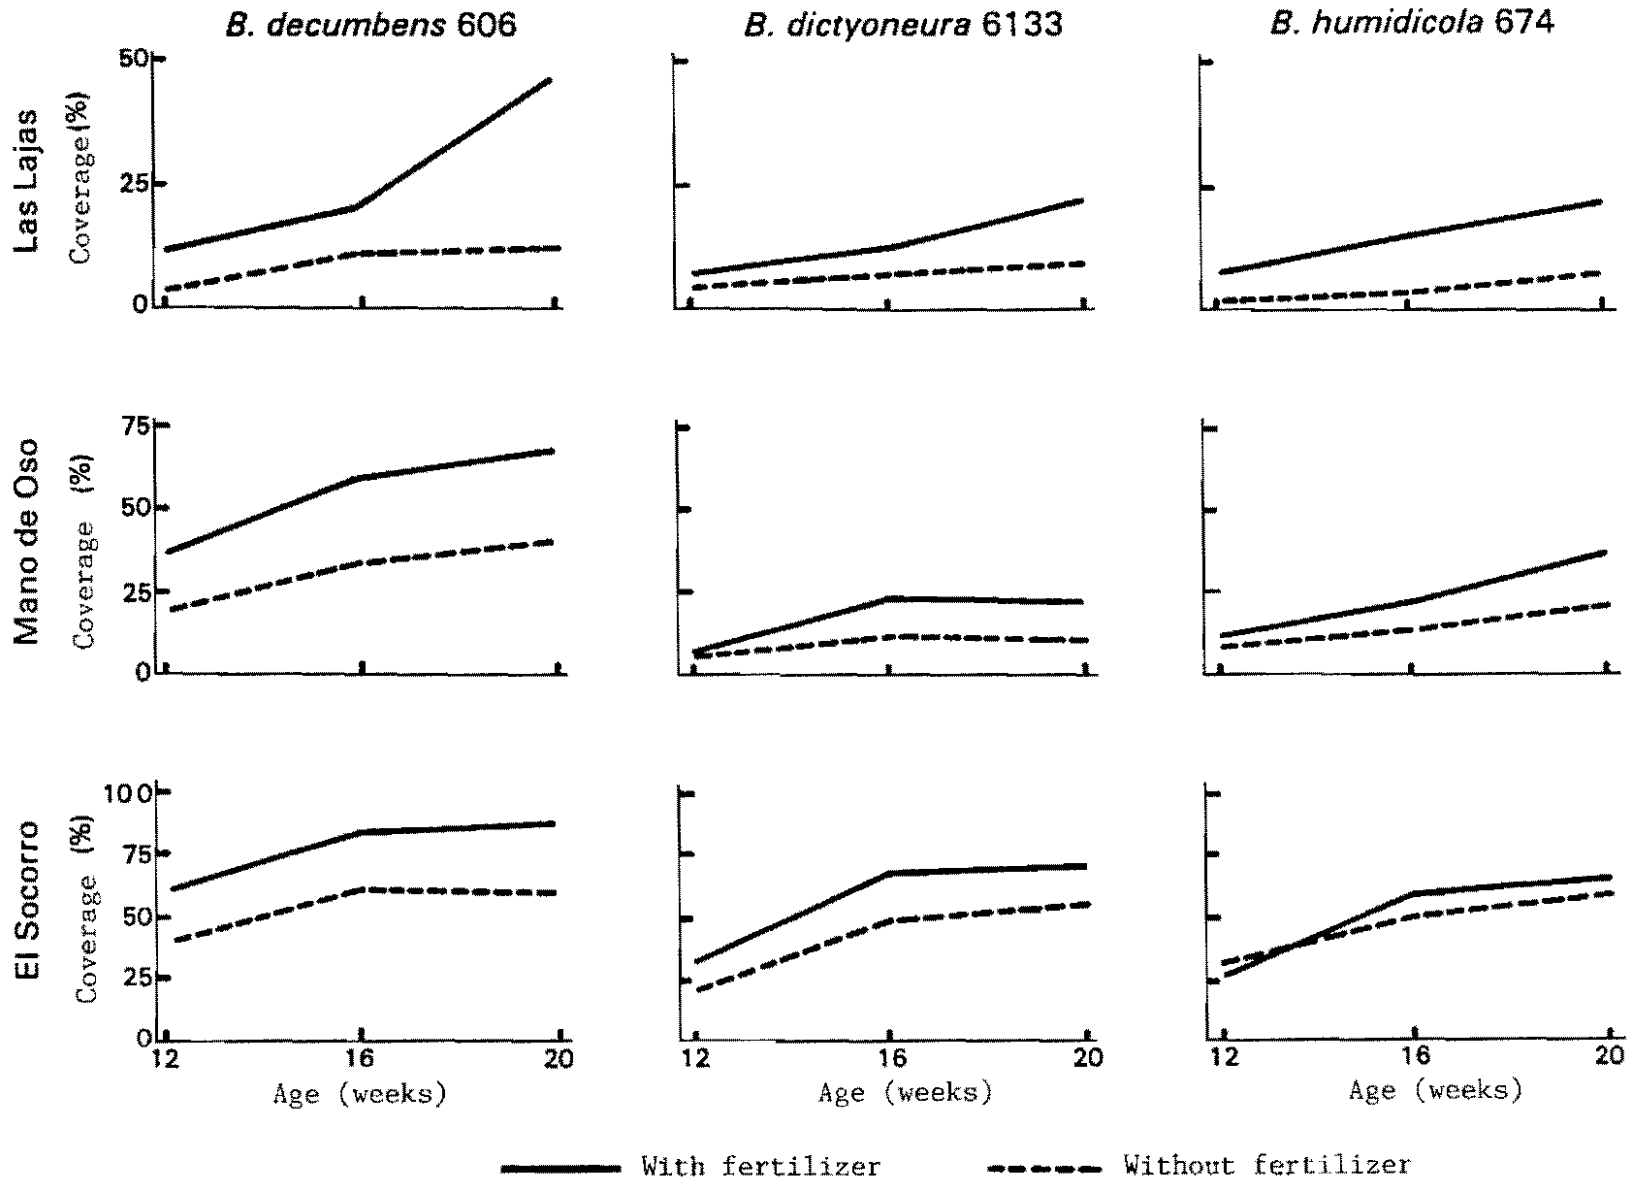 B. decumbens 606
B. dictyoneura 6133
B. humidicola 674
Las Lajas
Coverage(%)
50
25
0
Mano de Oso
Coverage (%)
75
50
25
0
El Socorro
Coverage (%)
100
75
50
25
0
12 16 20
12 16 20
12 16 20
Age (weeks)
Age (weeks)
Age (weeks)
With fertilizer
Without fertilizer